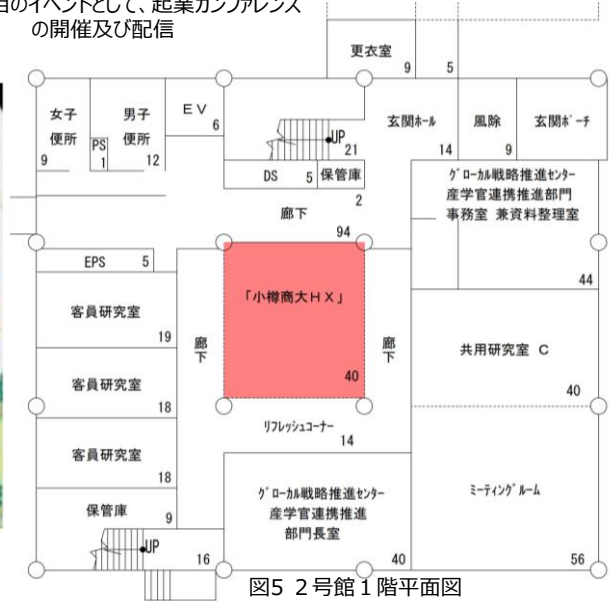 目のイベントとして、起業カンファレンス
の開催及び配信
更衣室
9
5
女子
便所
9
PS
1
男子
便所
12
EV
6
UP
21
玄関ホール
14
風除
9
玄関ポーチ
DS 5
保管庫
2
廊下
94
グローカル戦略推進センター
産学官連携推進部門
事務室 兼資料整理室
44
EPS 5
客員研究室
19
廊下
「小樽商大HX」
40
廊下
共用研究室 C
40
客員研究室
18
リフレッシュコーナー
14
客員研究室
18
保管庫
9
UP
16
グローカル戦略推進センター
産学官連携推進
部門長室
40
ミーティングルーム
56
図5 2号館1階平面図